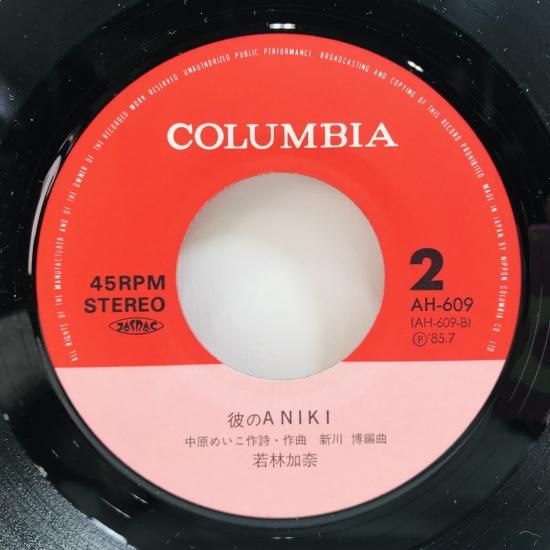 ALL RIGHTS OF THE MANUFACTURER AND OF THE OWNER OF THE RECORDED WORK RESERVED. UNAUTHORIZED PUBLIC PERFORMANCE. BROADCASTING AND COPYING OF THIS RECORD PROHIBITED. MADE IN JAPAN BY NIPPON COLUMBIA CO. LTD
COLUMBIA
45RPM
STEREO
JASRAC
2
AH-609
(AH-609-B)
Ⓟ'85.7
彼のANIKI
中原めいこ作詩・作曲 新川 博編曲
若林加奈